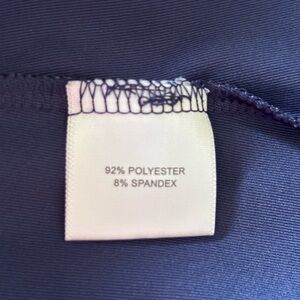 92% POLYESTER
8% SPANDEX